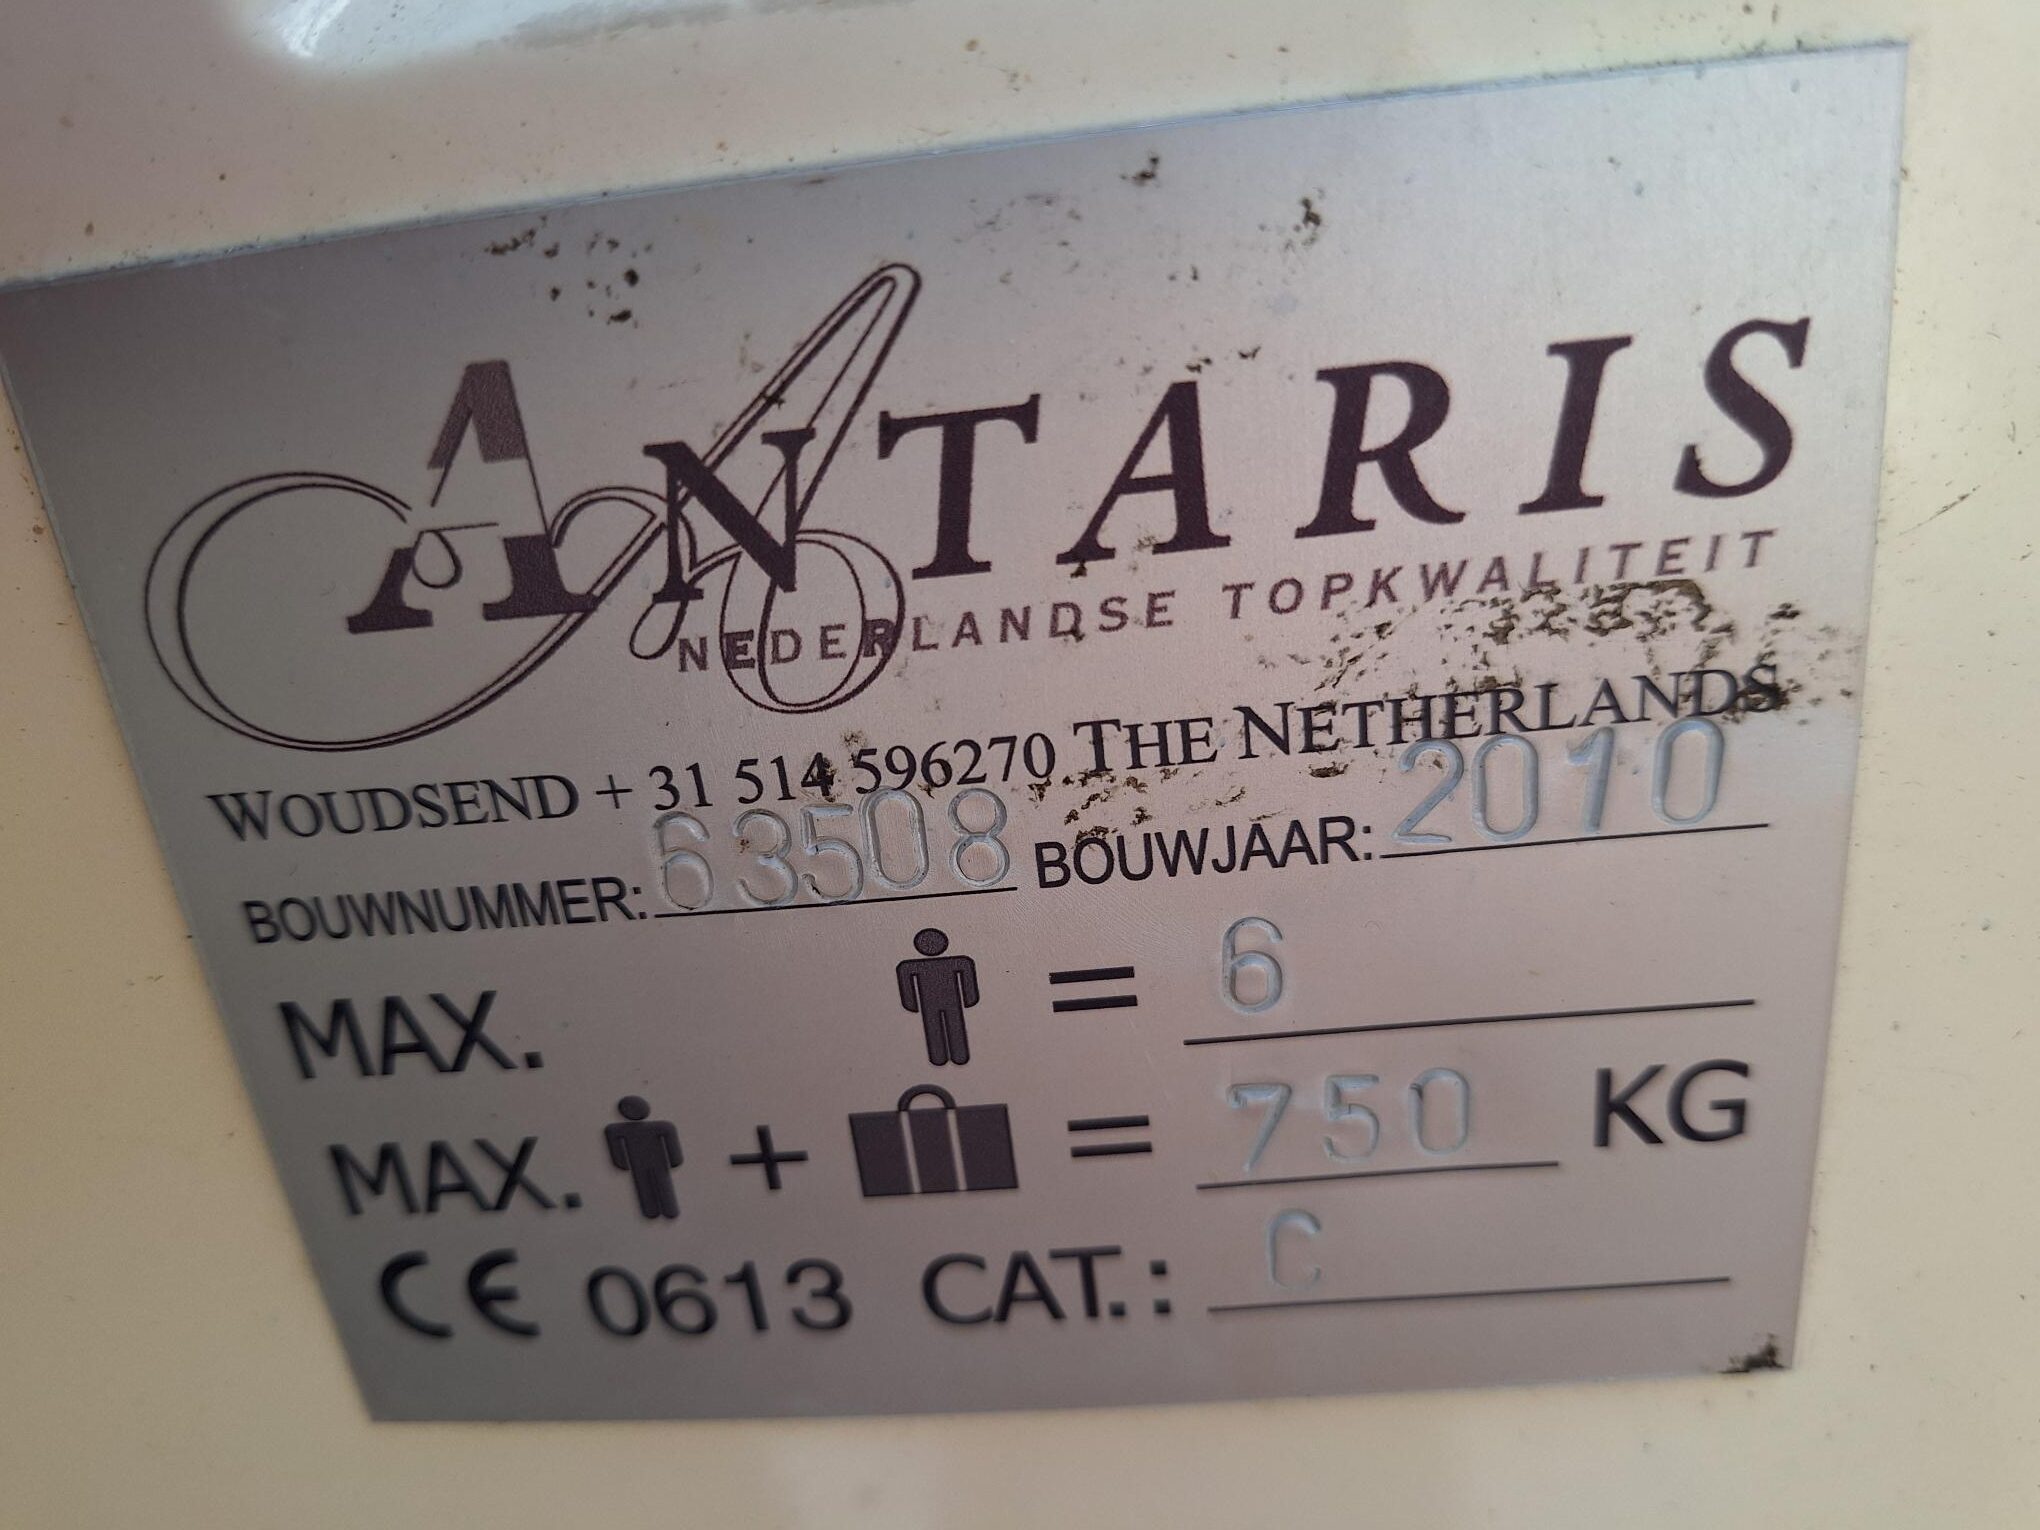 ANTARIS
NEDERLANDSE TOPKWALITEIT
WOUDSEND + 31 514 596270 THE NETHERLANDS
BOUWNUMMER: 63508 BOUWJAAR: 2010
MAX. = 6
MAX. + = 750 KG
CE 0613 CAT.: C